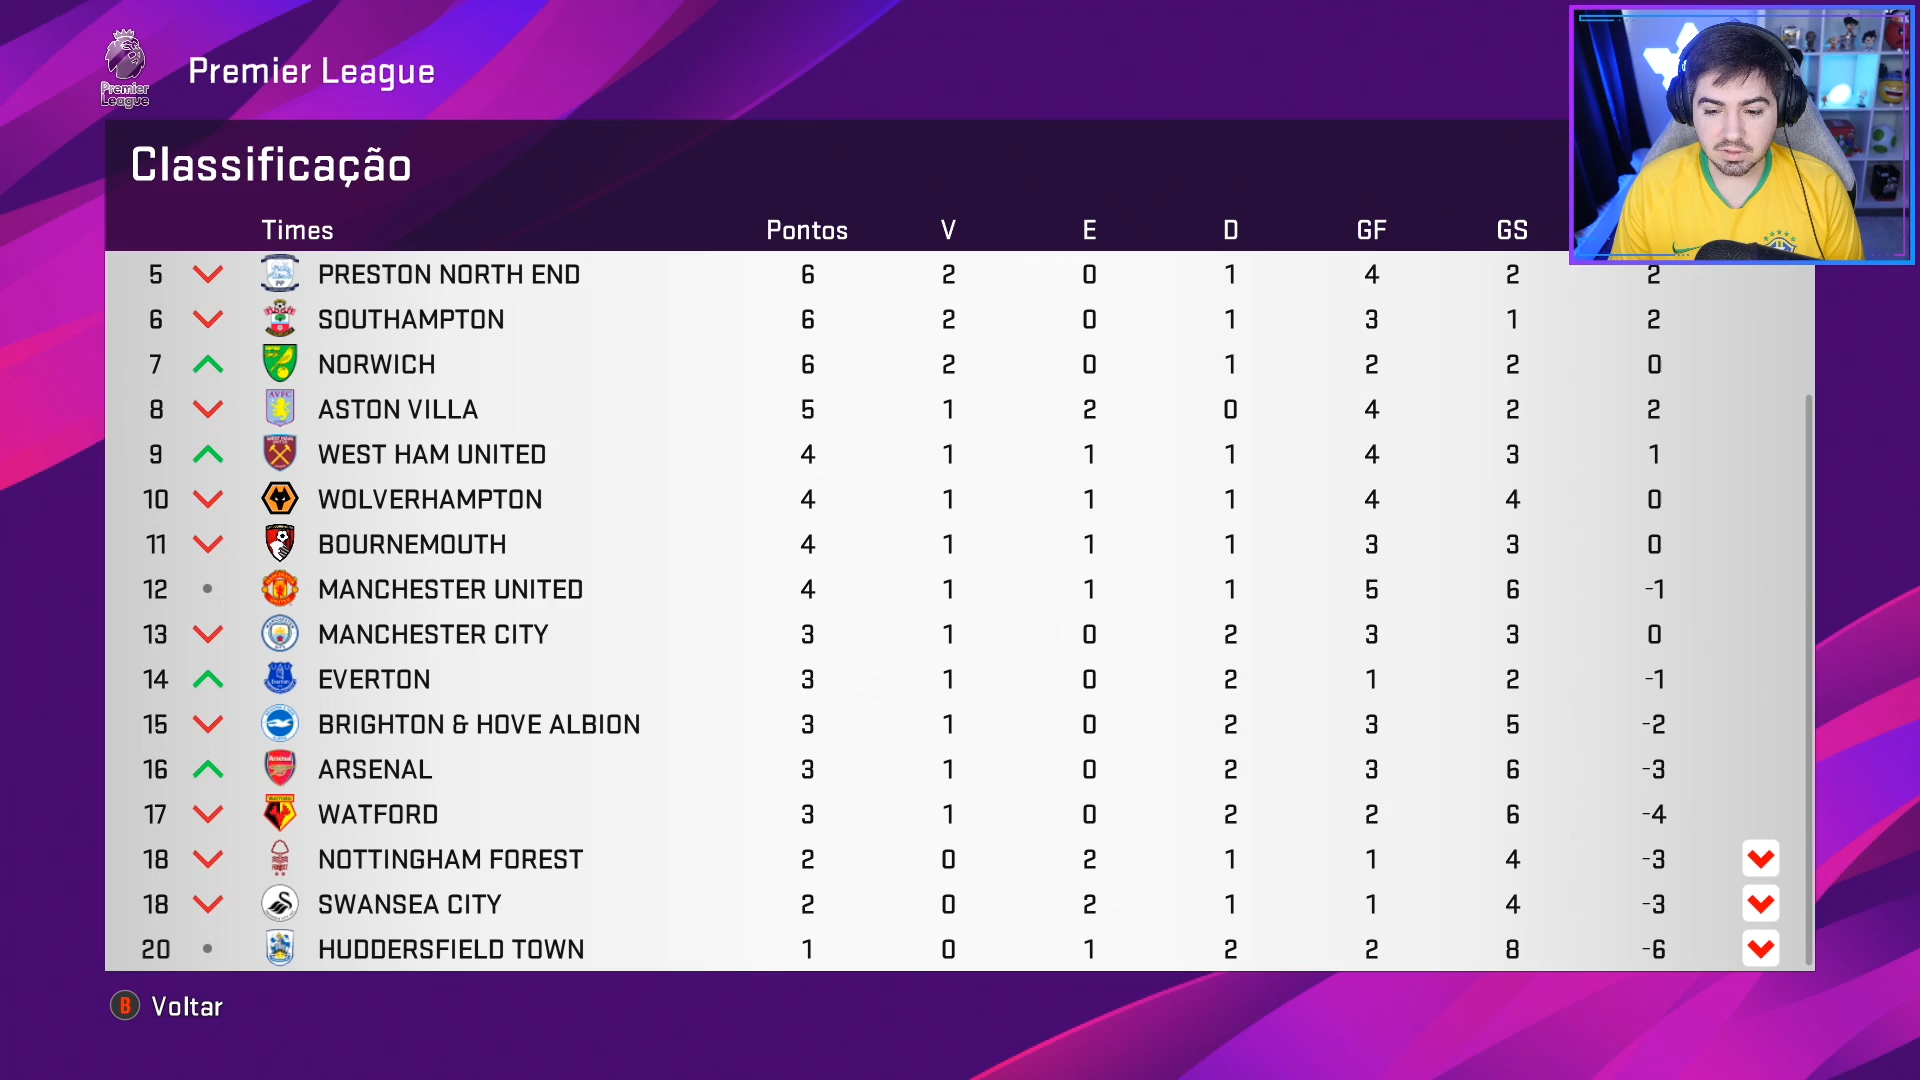 Premier League
Premier
League
Classificação
Times Pontos V E D GF GS
5 PRESTON NORTH END 6 2 0 1 4 2 2
6 SOUTHAMPTON 6 2 0 1 3 1 2
7 NORWICH 6 2 0 1 2 2 0
8 ASTON VILLA 5 1 2 0 4 2 2
9 WEST HAM UNITED 4 1 1 1 4 3 1
10 WOLVERHAMPTON 4 1 1 1 4 4 0
11 BOURNEMOUTH 4 1 1 1 3 3 0
12 MANCHESTER UNITED 4 1 1 1 5 6 -1
13 MANCHESTER CITY 3 1 0 2 3 3 0
14 EVERTON 3 1 0 2 1 2 -1
15 BRIGHTON & HOVE ALBION 3 1 0 2 3 5 -2
16 ARSENAL 3 1 0 2 3 6 -3
17 WATFORD 3 1 0 2 2 6 -4
18 NOTTINGHAM FOREST 2 0 2 1 1 4 -3
18 SWANSEA CITY 2 0 2 1 1 4 -3
20 HUDDERSFIELD TOWN 1 0 1 2 2 8 -6
B Voltar